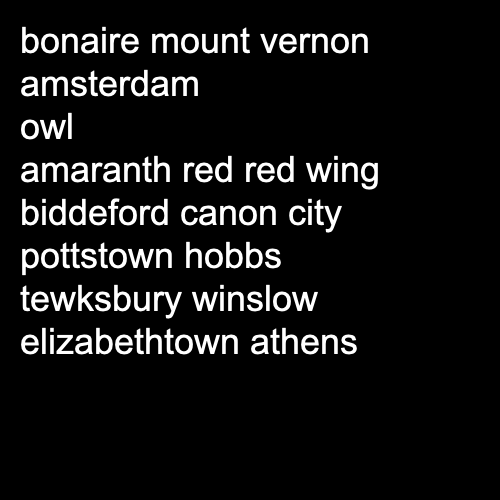 bonaire mount vernon
amsterdam
owl
amaranth red red wing
biddeford canon city
pottstown hobbs
tewksbury winslow
elizabethtown athens